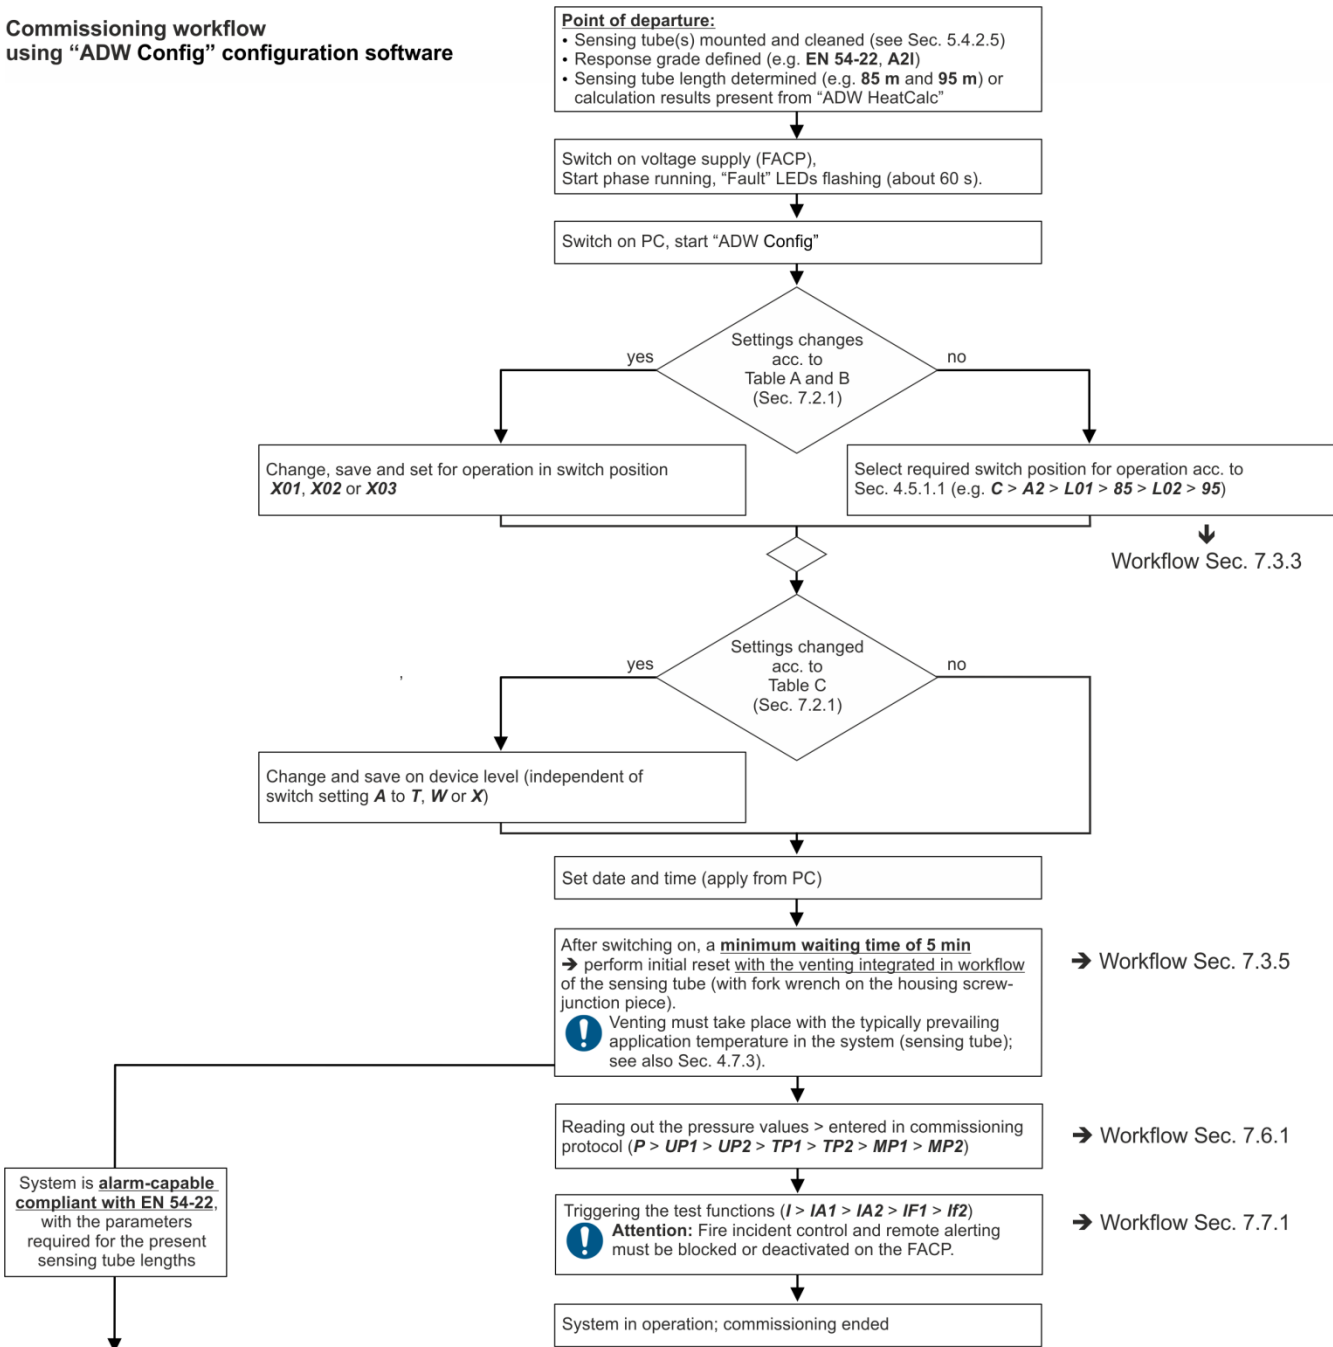 Commissioning workflow
using “ADW Config” configuration software
Point of departure:
• Sensing tube(s) mounted and cleaned (see Sec. 5.4.2.5)
• Response grade defined (e.g. EN 54-22, A2I)
• Sensing tube length determined (e.g. 85 m and 95 m) or
calculation results present from “ADW HeatCalc”
Switch on voltage supply (FACP),
Start phase running, “Fault” LEDs flashing (about 60 s).
Switch on PC, start “ADW Config”
Settings changes
acc. to
Table A and B
(Sec. 7.2.1)
yes
no
Change, save and set for operation in switch position
X01, X02 or X03
Select required switch position for operation acc. to
Sec. 4.5.1.1 (e.g. C > A2 > L01 > 85 > L02 > 95)
Workflow Sec. 7.3.3
Settings changed
acc. to
Table C
(Sec. 7.2.1)
yes
no
,
Change and save on device level (independent of
switch setting A to T, W or X)
Set date and time (apply from PC)
After switching on, a minimum waiting time of 5 min
➔ perform initial reset with the venting integrated in workflow
of the sensing tube (with fork wrench on the housing screw-
junction piece).
Venting must take place with the typically prevailing
application temperature in the system (sensing tube);
see also Sec. 4.7.3).
➔ Workflow Sec. 7.3.5
Reading out the pressure values > entered in commissioning
protocol (P > UP1 > UP2 > TP1 > TP2 > MP1 > MP2)
➔ Workflow Sec. 7.6.1
System is alarm-capable
compliant with EN 54-22,
with the parameters
required for the present
sensing tube lengths
Triggering the test functions (I > IA1 > IA2 > IF1 > If2)
Attention: Fire incident control and remote alerting
must be blocked or deactivated on the FACP.
➔ Workflow Sec. 7.7.1
System in operation; commissioning ended